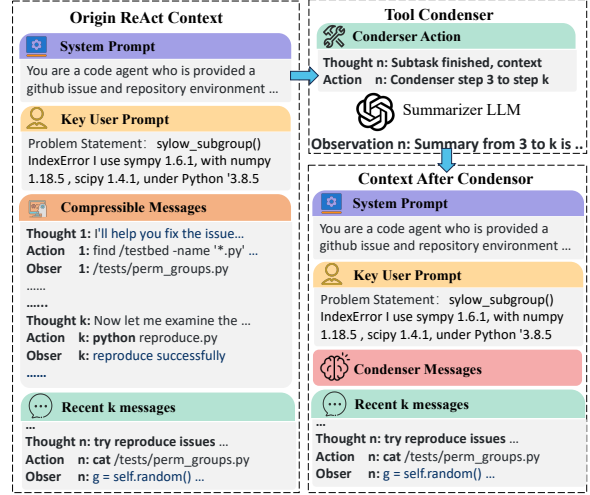 Origin ReAct Context
System Prompt
You are a code agent who is provided a
github issue and repository environment ...
Key User Prompt
Problem Statement: sylow_subgroup()
IndexError I use sympy 1.6.1, with numpy
1.18.5 , scipy 1.4.1, under Python '3.8.5
Compressible Messages
Thought 1: I'll help you fix the issue...
Action 1: find /testbed -name '*.py' ...
Obser 1: /tests/perm_groups.py
......
......
Thought k: Now let me examine the ...
Action k: python reproduce.py
Obser k: reproduce successfully
......
Recent k messages
...
Thought n: try reproduce issues ...
Action n: cat /tests/perm_groups.py
Obser n: g = self.random() ...
Tool Condenser
Conderser Action
Thought n: Subtask finished, context
Action n: Condenser step 3 to step k
Summarizer LLM
Observation n: Summary from 3 to k is ..
Context After Condensor
System Prompt
You are a code agent who is provided a
github issue and repository environment ...
Key User Prompt
Problem Statement: sylow_subgroup()
IndexError I use sympy 1.6.1, with numpy
1.18.5 , scipy 1.4.1, under Python '3.8.5
Condenser Messages
Recent k messages
...
Thought n: try reproduce issues ...
Action n: cat /tests/perm_groups.py
Obser n: g = self.random() ...